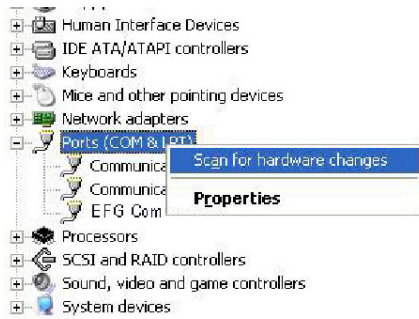 Human Interface Devices
IDE ATA/ATAPI controllers
Keyboards
Mice and other pointing devices
Network adapters
Ports (COM & LPT)
Scan for hardware changes
Communica
Communica
Properties
EFG Com
Processors
SCSI and RAID controllers
Sound, video and game controllers
System devices